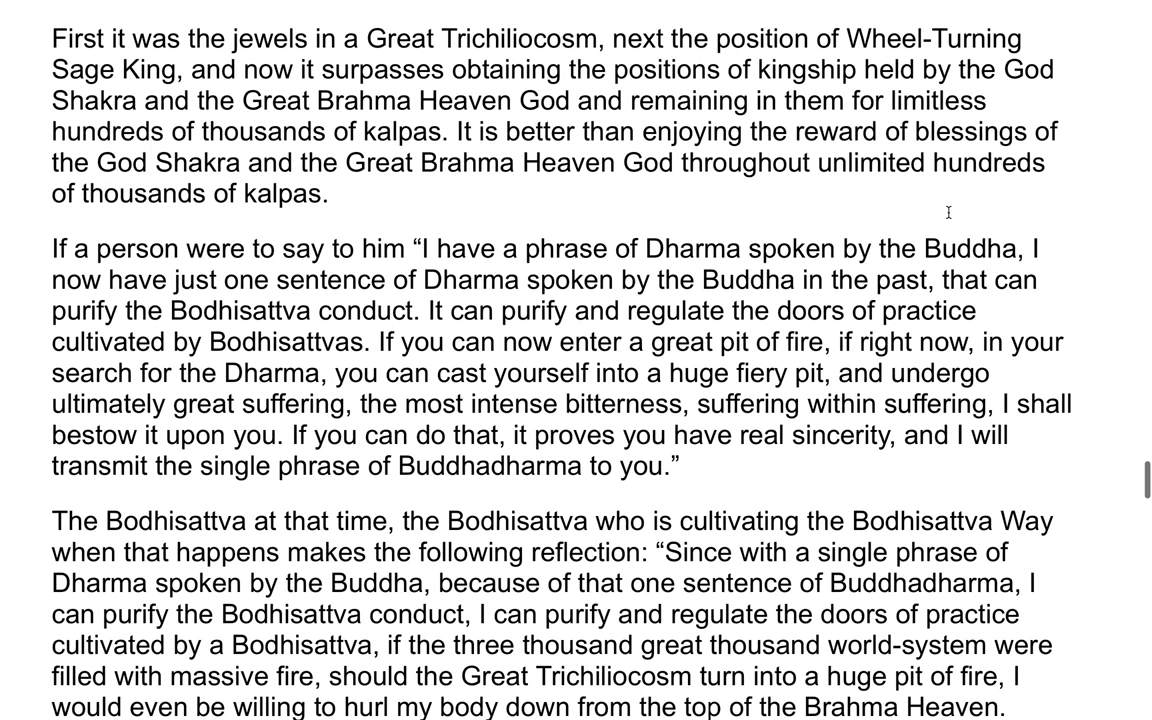 First it was the jewels in a Great Trichiliocosm, next the position of Wheel-Turning
Sage King, and now it surpasses obtaining the positions of kingship held by the God
Shakra and the Great Brahma Heaven God and remaining in them for limitless
hundreds of thousands of kalpas. It is better than enjoying the reward of blessings of
the God Shakra and the Great Brahma Heaven God throughout unlimited hundreds
of thousands of kalpas.
If a person were to say to him “I have a phrase of Dharma spoken by the Buddha, I
now have just one sentence of Dharma spoken by the Buddha in the past, that can
purify the Bodhisattva conduct. It can purify and regulate the doors of practice
cultivated by Bodhisattvas. If you can now enter a great pit of fire, if right now, in your
search for the Dharma, you can cast yourself into a huge fiery pit, and undergo
ultimately great suffering, the most intense bitterness, suffering within suffering, I shall
bestow it upon you. If you can do that, it proves you have real sincerity, and I will
transmit the single phrase of Buddhadharma to you.”
The Bodhisattva at that time, the Bodhisattva who is cultivating the Bodhisattva Way
when that happens makes the following reflection: “Since with a single phrase of
Dharma spoken by the Buddha, because of that one sentence of Buddhadharma, I
can purify the Bodhisattva conduct, I can purify and regulate the doors of practice
cultivated by a Bodhisattva, if the three thousand great thousand world-system were
filled with massive fire, should the Great Trichiliocosm turn into a huge pit of fire, I
would even be willing to hurl my body down from the top of the Brahma Heaven.